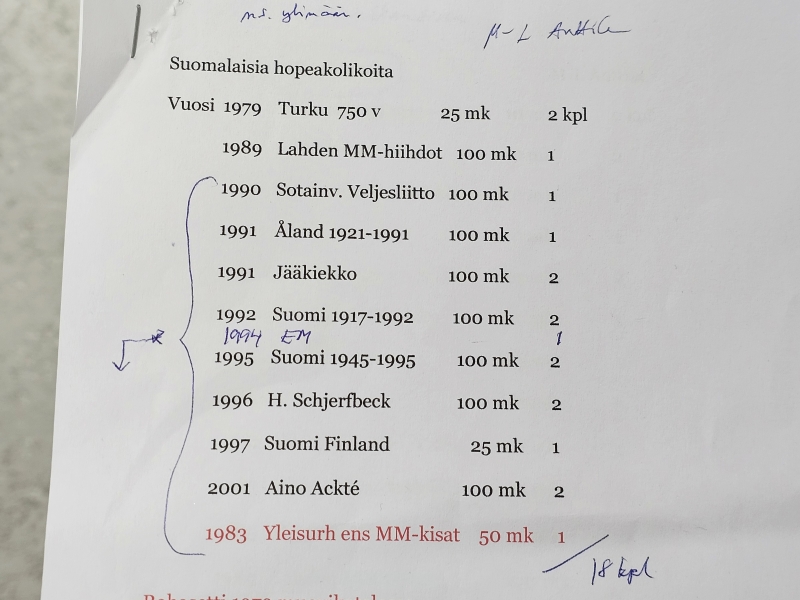 ms. ylimäär.
M-L Anttila
Suomalaisia hopeakolikoita
Vuosi 1979 Turku 750 v 25 mk 2 kpl
1989 Lahden MM-hiihdot 100 mk 1
1990 Sotainv. Veljesliitto 100 mk 1
1991 Åland 1921-1991 100 mk 1
1991 Jääkiekko 100 mk 2
1992 Suomi 1917-1992 100 mk 2
1994 EM 1
1995 Suomi 1945-1995 100 mk 2
1996 H. Schjerfbeck 100 mk 2
1997 Suomi Finland 25 mk 1
2001 Aino Ackté 100 mk 2
1983 Yleisurh ens MM-kisat 50 mk 1
18 kpl